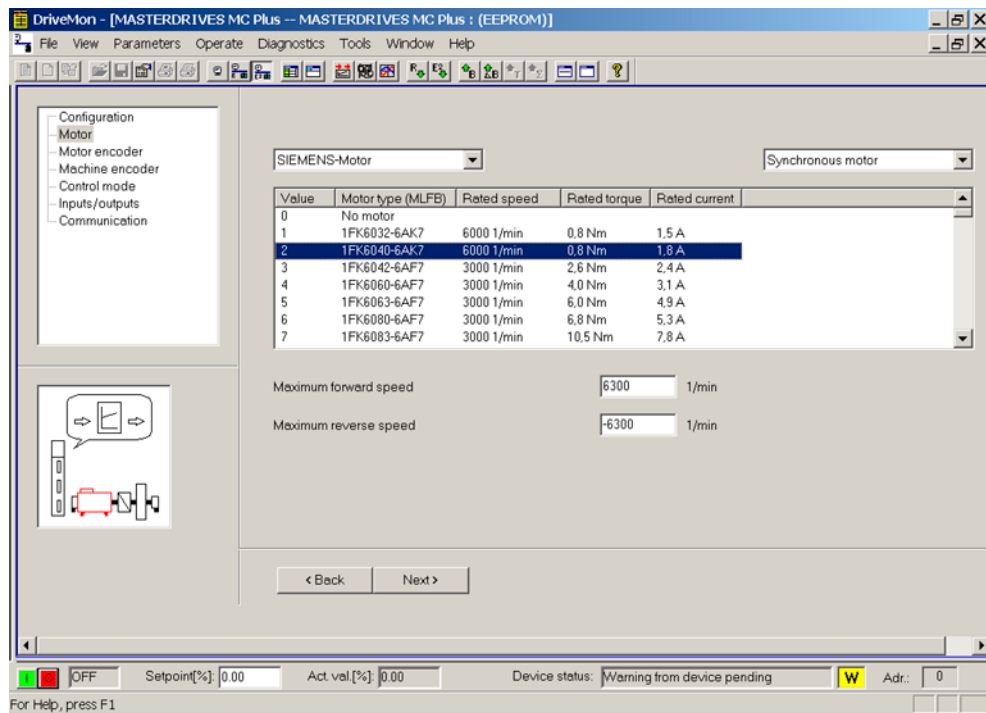 DriveMon - [MASTERDRIVES MC Plus -- MASTERDRIVES MC Plus : (EEPROM)]
File View Parameters Operate Diagnostics Tools Window Help
Configuration
Motor
Motor encoder
Machine encoder
Control mode
Inputs/outputs
Communication
SIEMENS-Motor Synchronous motor
Value Motor type (MLFB) Rated speed Rated torque Rated current
0 No motor
1 1FK6032-6AK7 6000 1/min 0,8 Nm 1,5 A
2 1FK6040-6AK7 6000 1/min 0,8 Nm 1,8 A
3 1FK6042-6AF7 3000 1/min 2,6 Nm 2,4 A
4 1FK6060-6AF7 3000 1/min 4,0 Nm 3,1 A
5 1FK6063-6AF7 3000 1/min 6,0 Nm 4,9 A
6 1FK6080-6AF7 3000 1/min 6,8 Nm 5,3 A
7 1FK6083-6AF7 3000 1/min 10,5 Nm 7,8 A
Maximum forward speed 6300 1/min
Maximum reverse speed -6300 1/min
< Back Next >
OFF Setpoint[%]: 0.00 Act. val.[%]: 0.00 Device status: Warning from device pending W Adr.: 0
For Help, press F1